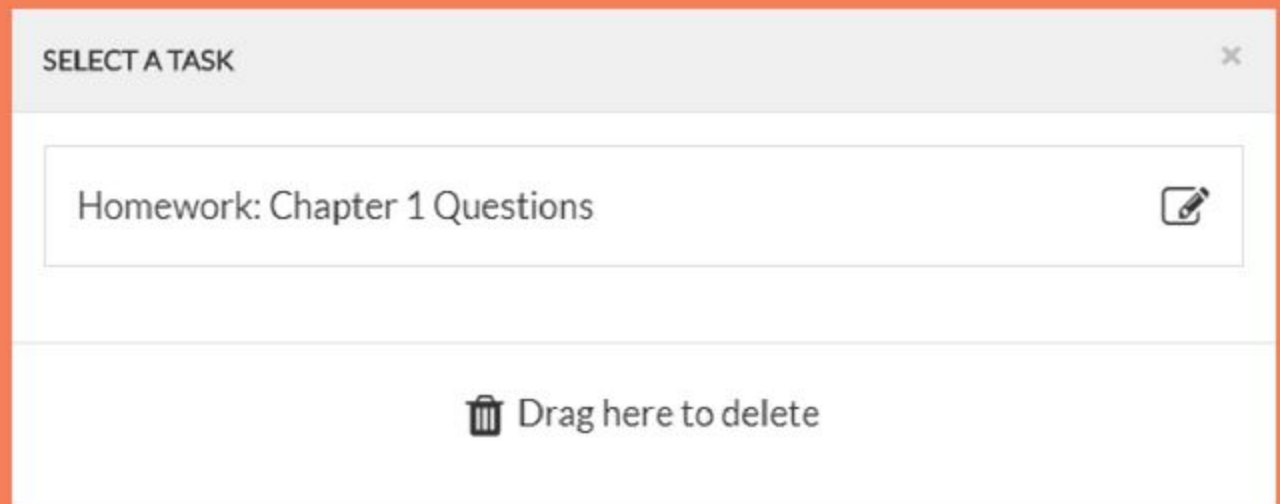 SELECT A TASK
Homework: Chapter 1 Questions
Drag here to delete